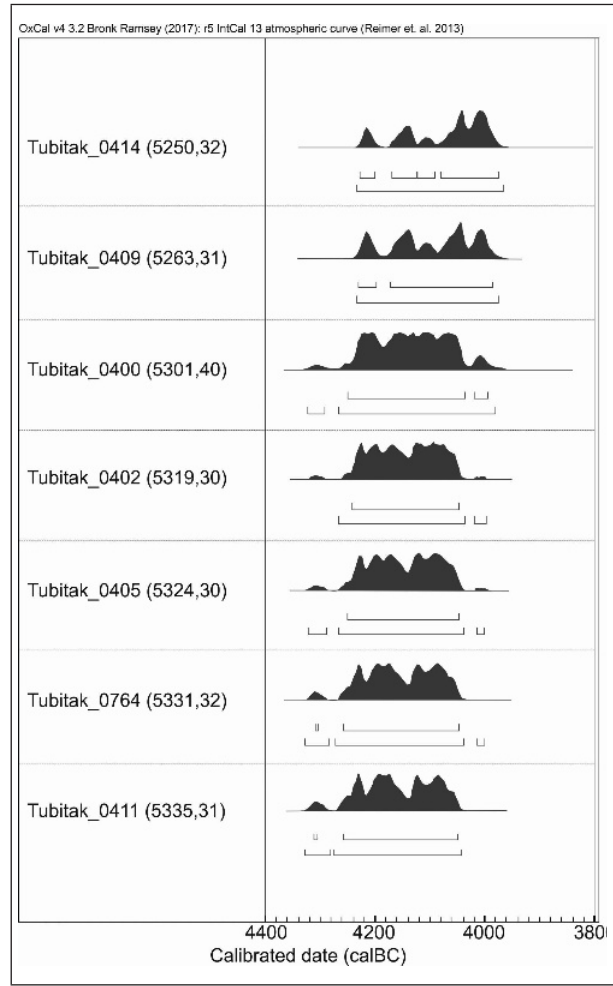 OxCal v4 3.2 Bronk Ramsey (2017): r5 IntCal 13 atmospheric curve (Reimer et. al. 2013)
Tubitak_0414 (5250,32)
Tubitak_0409 (5263,31)
Tubitak_0400 (5301,40)
Tubitak_0402 (5319,30)
Tubitak_0405 (5324,30)
Tubitak_0764 (5331,32)
Tubitak_0411 (5335,31)
4400 4200 4000 380
Calibrated date (calBC)